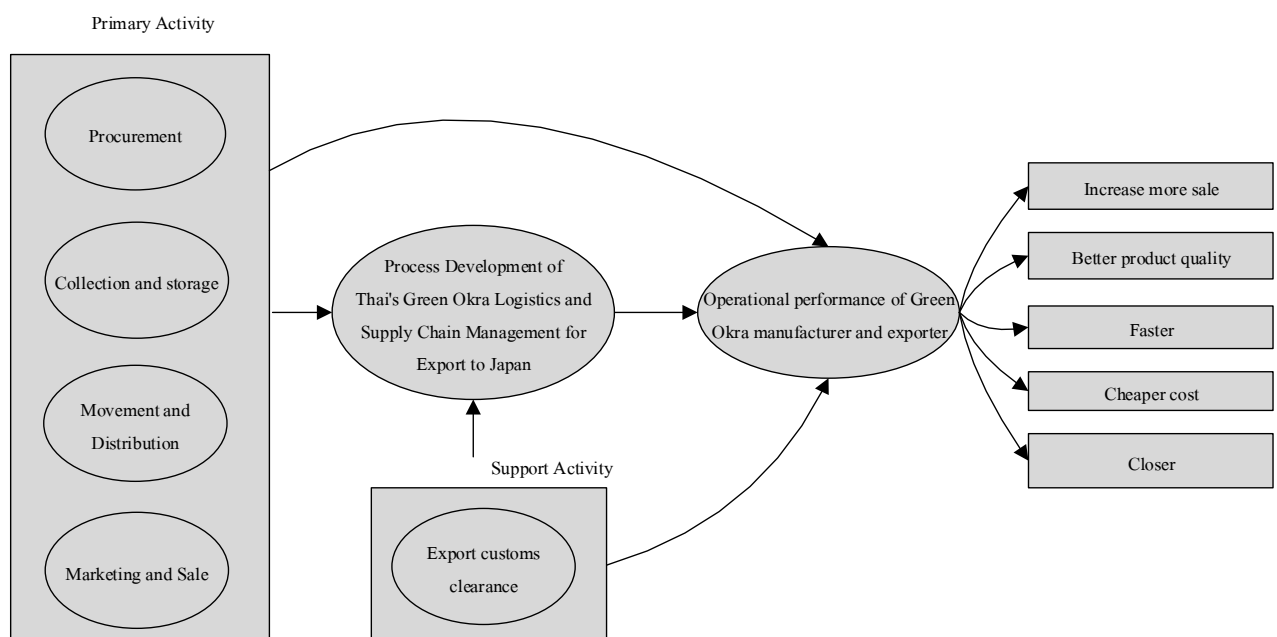 Primary Activity
Procurement
Collection and storage
Movement and
Distribution
Marketing and Sale
Process Development of
Thai's Green Okra Logistics and
Supply Chain Management for
Export to Japan
Support Activity
Export customs
clearance
Operational performance of Green
Okra manufacturer and exporter
Increase more sale
Better product quality
Faster
Cheaper cost
Closer